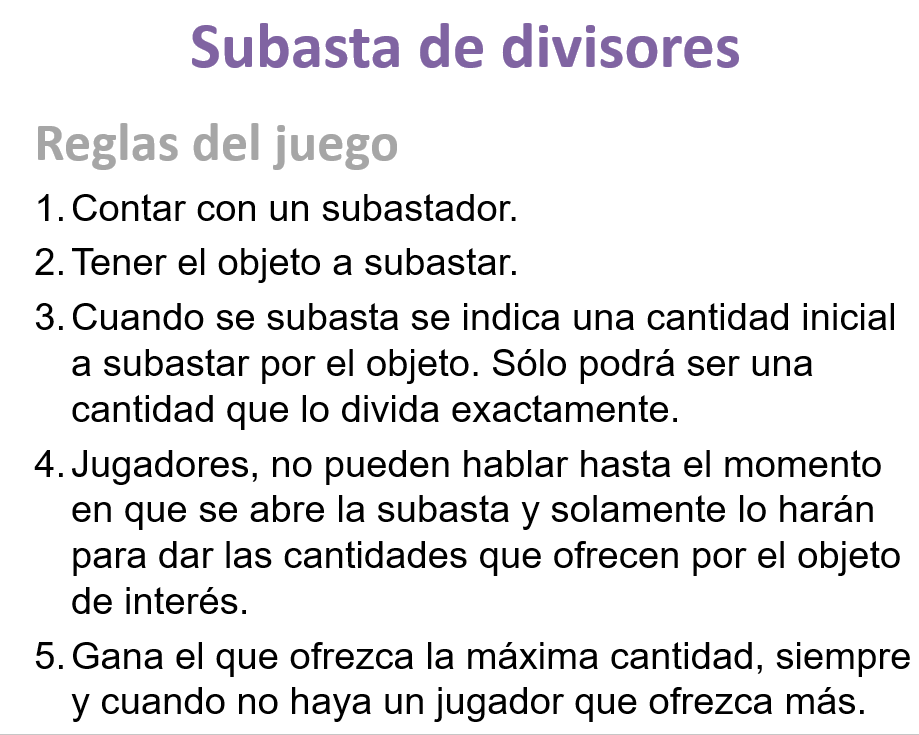 Subasta de divisores
Reglas del juego
1. Contar con un subastador.
2. Tener el objeto a subastar.
3. Cuando se subasta se indica una cantidad inicial
a subastar por el objeto. Sólo podrá ser una
cantidad que lo divida exactamente.
4. Jugadores, no pueden hablar hasta el momento
en que se abre la subasta y solamente lo harán
para dar las cantidades que ofrecen por el objeto
de interés.
5. Gana el que ofrezca la máxima cantidad, siempre
y cuando no haya un jugador que ofrezca más.